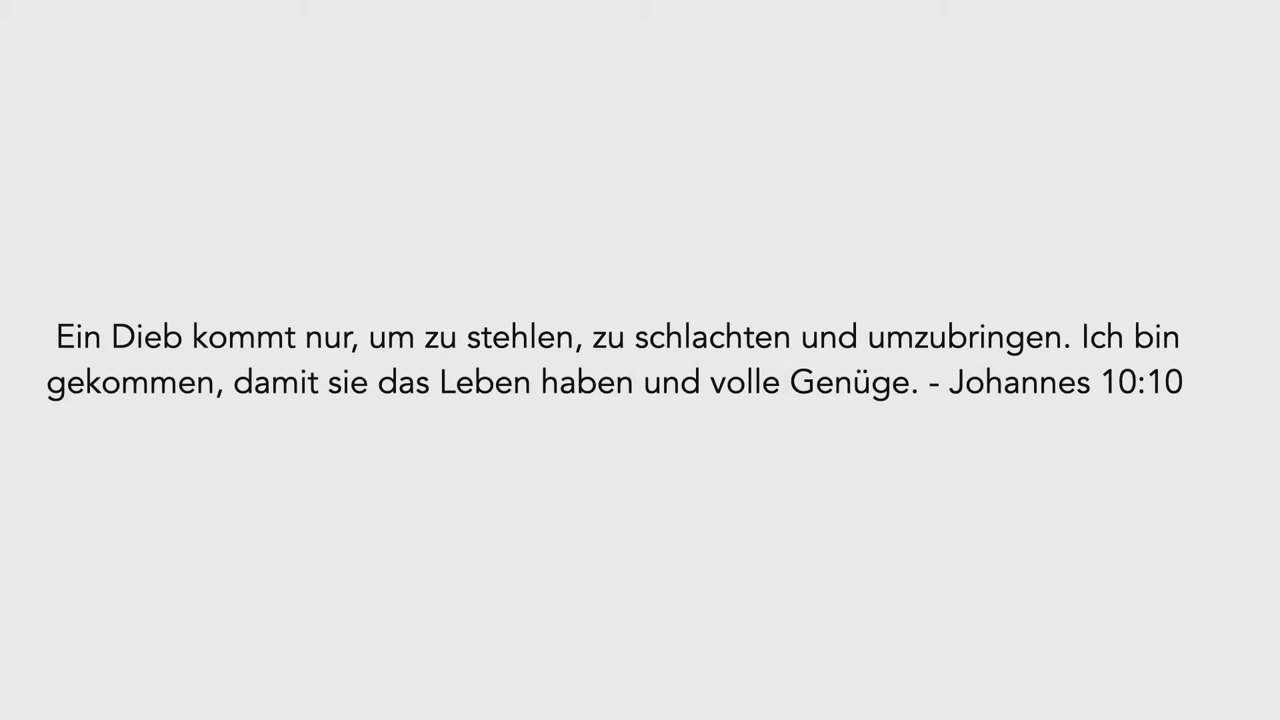 Ein Dieb kommt nur, um zu stehlen, zu schlachten und umzubringen. Ich bin
gekommen, damit sie das Leben haben und volle Genüge. - Johannes 10:10